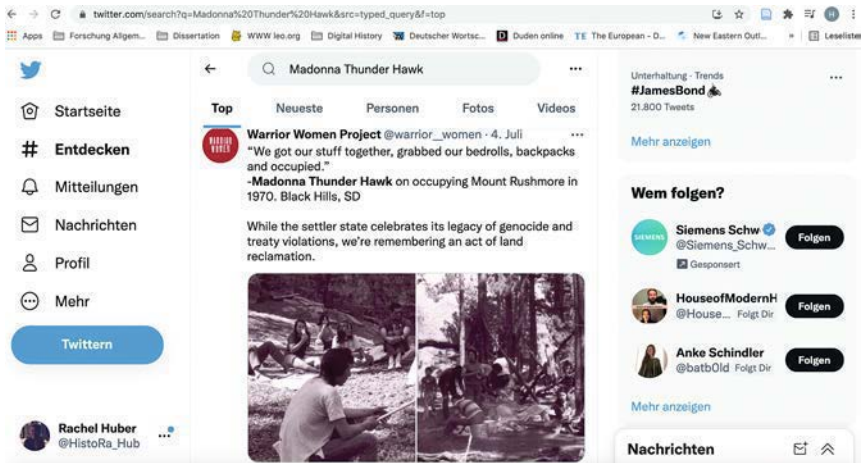 twitter.com/search?q=Madonna%20Thunder%20Hawk&src=typed_query&f=top
Apps Forschung Allgem... Dissertation WWW leo.org Digital History Deutscher Wortsc... Duden online TE The European - D... New Eastern Outl... » Leseliste
Startseite
Entdecken
Mitteilungen
Nachrichten
Profil
Mehr
Twittern
Rachel Huber
@HistoRa_Hub
Madonna Thunder Hawk
Top Neueste Personen Fotos Videos
WARRIOR
WOMEN
Warrior Women Project @warrior__women · 4. Juli
“We got our stuff together, grabbed our bedrolls, backpacks
and occupied.”
-Madonna Thunder Hawk on occupying Mount Rushmore in
1970. Black Hills, SD
While the settler state celebrates its legacy of genocide and
treaty violations, we’re remembering an act of land
reclamation.
Unterhaltung · Trends
#JamesBond
21.800 Tweets
Mehr anzeigen
Wem folgen?
SIEMENS
Siemens Schw
@Siemens_Schw...
Folgen
Gesponsert
HouseofModernH
@House... Folgt Dir
Folgen
Anke Schindler
@batb0ld Folgt Dir
Folgen
Mehr anzeigen
Nachrichten